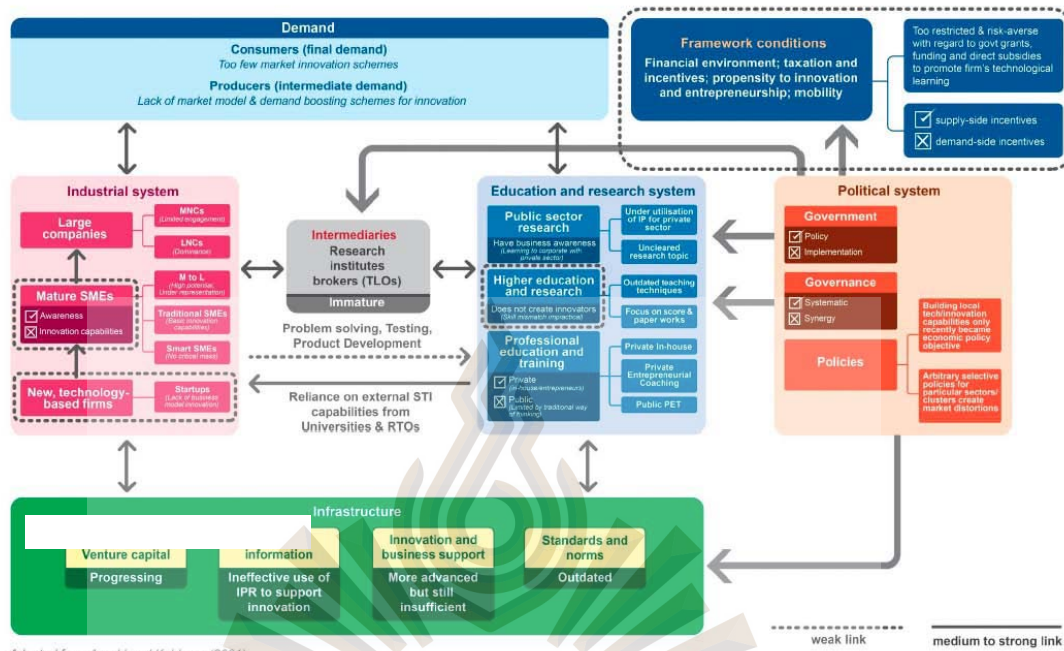 Demand
Consumers (final demand)
Too few market innovation schemes
Producers (intermediate demand)
Lack of market model & demand boosting schemes for innovation
Framework conditions
Financial environment; taxation and
incentives; propensity to innovation
and entrepreneurship; mobility
Too restricted & risk-averse
with regard to govt grants,
funding and direct subsidies
to promote firm's technological
learning
supply-side incentives
demand-side incentives
Industrial system
Large
companies
MNCs
(Limited engagement)
LNCs
(Dominance)
Mature SMEs
Awareness
Innovation capabilities
M to L
(High potential,
Under representation)
Traditional SMEs
(Basic innovation
capabilities)
Smart SMEs
(No critical mass)
New, technology-
based firms
Startups
(Lack of business
model innovation)
Intermediaries
Research
institutes
brokers (TLOs)
Immature
Problem solving, Testing,
Product Development
Reliance on external STI
capabilities from
Universities & RTOs
Education and research system
Public sector
research
Have business awareness
(Learning to corporate with
private sector)
Under utilisation
of IP for private
sector
Uncleared
research topic
Higher education
and research
Does not create innovators
(Skill mismatch impractical)
Outdated teaching
techniques
Focus on score &
paper works
Professional
education and
training
Private
(In-house/entrepreneurs)
Public
(Limited by traditional way
of thinking)
Private In-house
Private
Entrepreneurial
Coaching
Public PET
Political system
Government
Policy
Implementation
Governance
Systematic
Synergy
Policies
Building local
tech/innovation
capabilities only
recently became
economic policy
objective
Arbitrary selective
policies for
particular sectors/
clusters create
market distortions
Infrastructure
Venture capital
Progressing
information
Ineffective use of
IPR to support
innovation
Innovation and
business support
More advanced
but still
insufficient
Standards and
norms
Outdated
weak link
medium to strong link